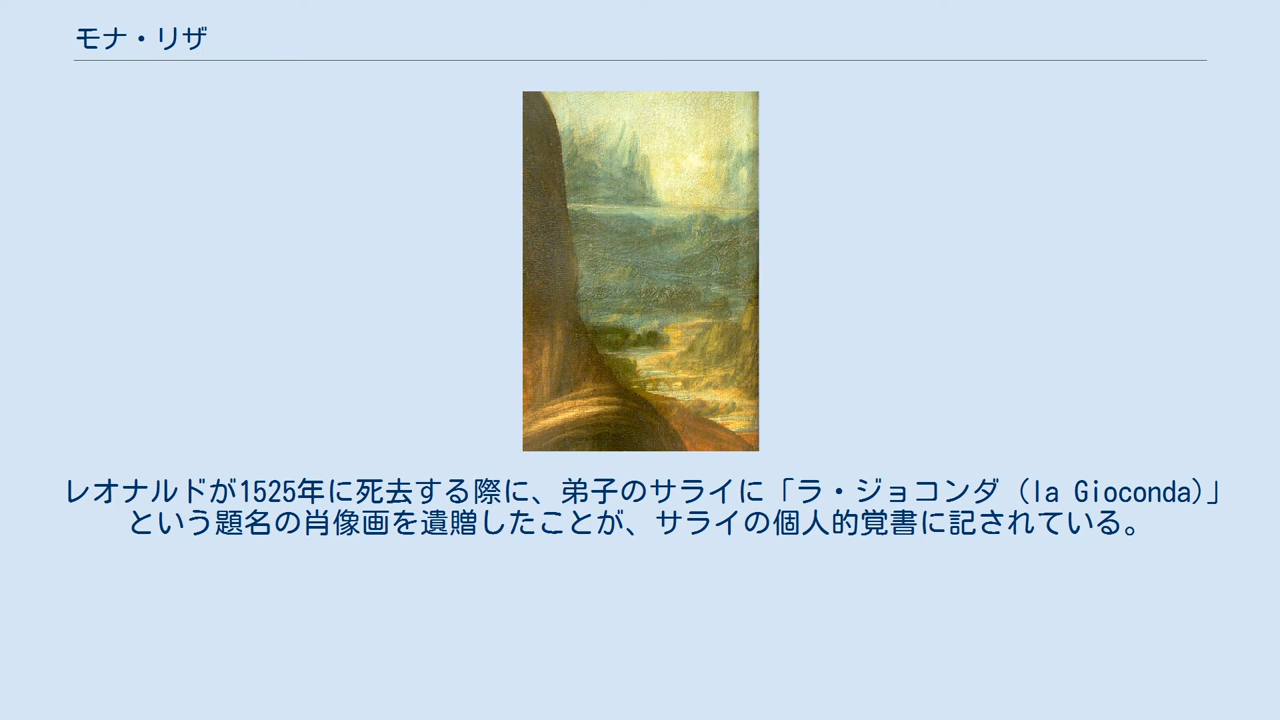 モナ・リザ
レオナルドが1525年に死去する際に、弟子のサライに「ラ・ジョコンダ（la Gioconda)」
という題名の肖像画を遺贈したことが、サライの個人的覚書に記されている。